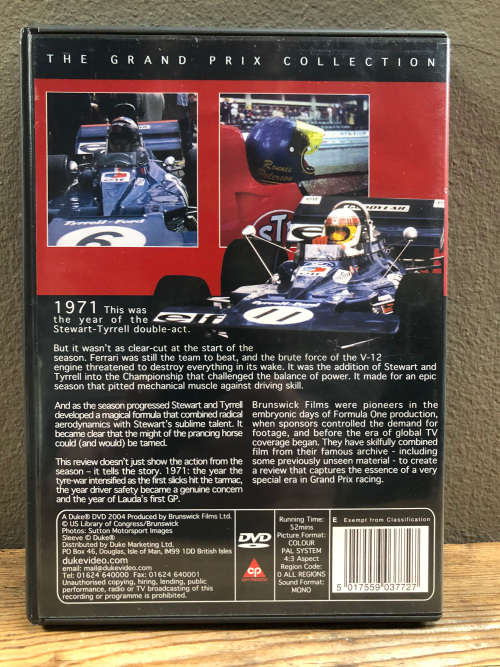 THE GRAND PRIX COLLECTION
elf
Tyrrell - Ford
6
Ronnie
Peterson
STP
GOODYEAR
elf
Tyrrell - Ford
elf
11
1971 This was
the year of the
Stewart-Tyrrell double-act.
But it wasn't as clear-cut at the start of the
season. Ferrari was still the team to beat, and the brute force of the V-12
engine threatened to destroy everything in its wake. It was the addition of Stewart and
Tyrrell into the Championship that challenged the balance of power. It made for an epic
season that pitted mechanical muscle against driving skill.
And as the season progressed Stewart and Tyrrell
developed a magical formula that combined radical
aerodynamics with Stewart's sublime talent. It
became clear that the might of the prancing horse
could (and would) be tamed.
This review doesn't just show the action from the
season – it tells the story. 1971: the year the
tyre-war intensified as the first slicks hit the tarmac,
the year driver safety became a genuine concern
and the year of Lauda's first GP.
Brunswick Films were pioneers in the
embryonic days of Formula One production,
when sponsors controlled the demand for
footage, and before the era of global TV
coverage began. They have skilfully combined
film from their famous archive - including
some previously unseen material - to create
a review that captures the essence of a very
special era in Grand Prix racing.
A Duke® DVD 2004 Produced by Brunswick Films Ltd.
© US Library of Congress/Brunswick
Photos: Sutton Motorsport Images
Sleeve © Duke®
Distributed by Duke Marketing Ltd.
PO Box 46, Douglas, Isle of Man, IM99 1DD British Isles
dukevideo.com
email: mail@dukevideo.com
Tel: 01624 640000 Fax: 01624 640001
Unauthorised copying, hiring, lending, public
performance, radio or TV broadcasting of this
recording or programme is prohibited.
DVD
VIDEO
cp
Running Time:
52mins
Picture Format:
COLOUR
PAL SYSTEM
4:3 Aspect
Region Code:
0 ALL REGIONS
Sound Format:
MONO
E Exempt from Classification
5 017559 037727